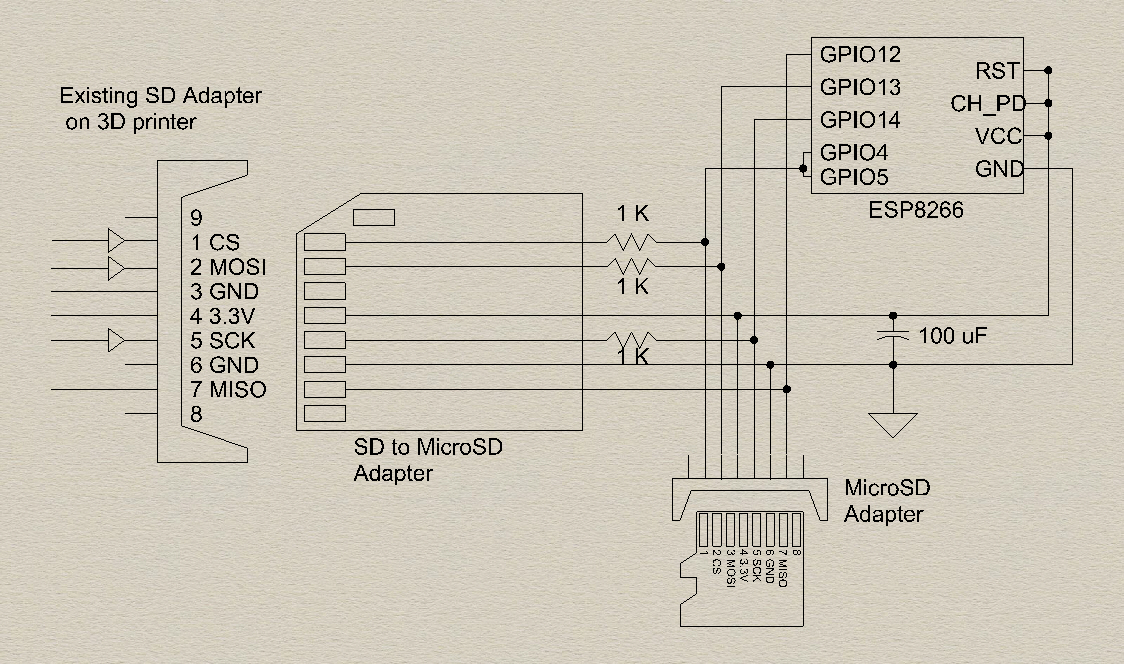 Existing SD Adapter
on 3D printer
9
1 CS
2 MOSI
3 GND
4 3.3V
5 SCK
6 GND
7 MISO
8
SD to MicroSD
Adapter
1 K
1 K
1 K
GPIO12
GPIO13
GPIO14
GPIO4
GPIO5
RST
CH_PD
VCC
GND
ESP8266
100 uF
MicroSD
Adapter
1
2 CS
3 MOSI
4 3.3V
5 SCK
6 GND
7 MISO
8